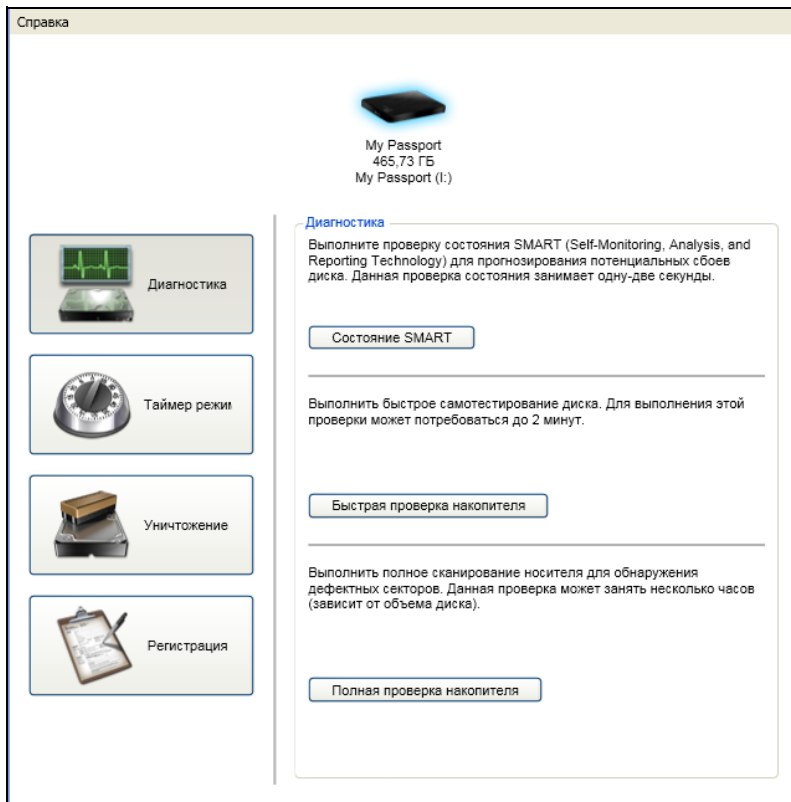 Справка
My Passport
465,73 ГБ
My Passport (I:)
Диагностика
Таймер режим
Уничтожение
Регистрация
Диагностика
Выполните проверку состояния SMART (Self-Monitoring, Analysis, and
Reporting Technology) для прогнозирования потенциальных сбоев
диска. Данная проверка состояния занимает одну-две секунды.
Состояние SMART
Выполнить быстрое самотестирование диска. Для выполнения этой
проверки может потребоваться до 2 минут.
Быстрая проверка накопителя
Выполнить полное сканирование носителя для обнаружения
дефектных секторов. Данная проверка может занять несколько часов
(зависит от объема диска).
Полная проверка накопителя